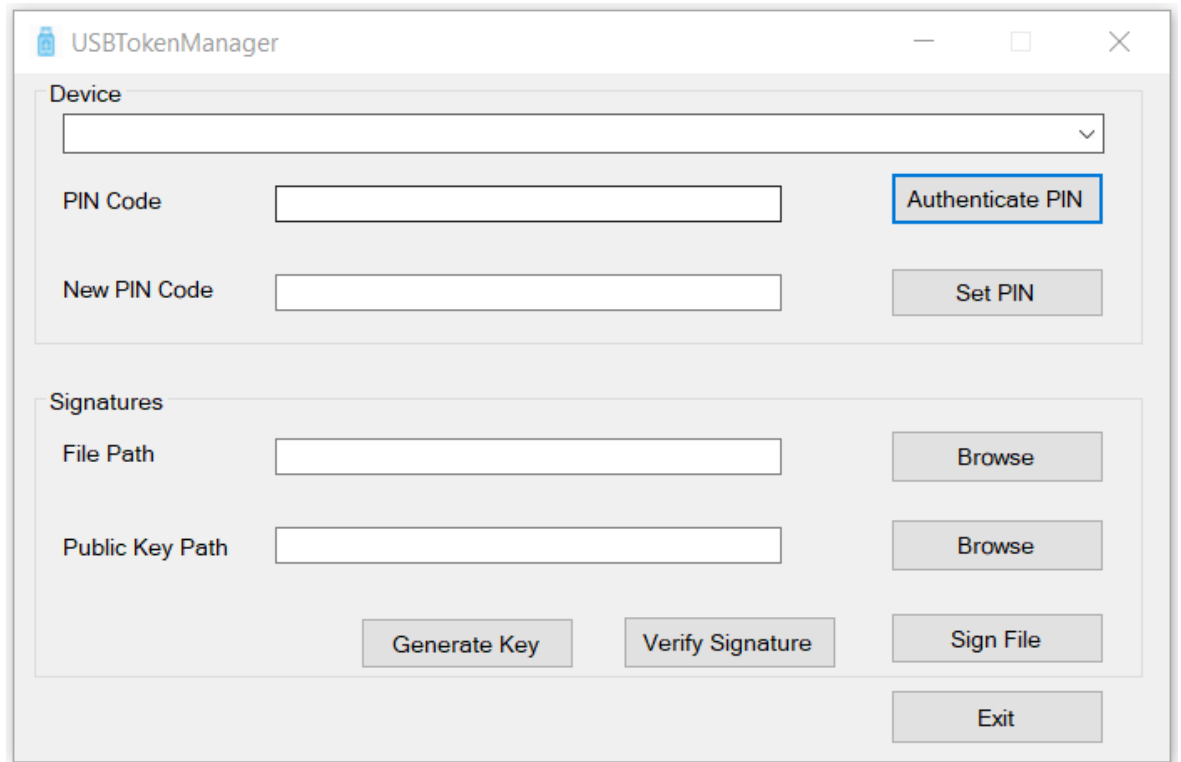 USBTokenManager
Device
PIN Code
Authenticate PIN
New PIN Code
Set PIN
Signatures
File Path
Browse
Public Key Path
Browse
Generate Key
Verify Signature
Sign File
Exit